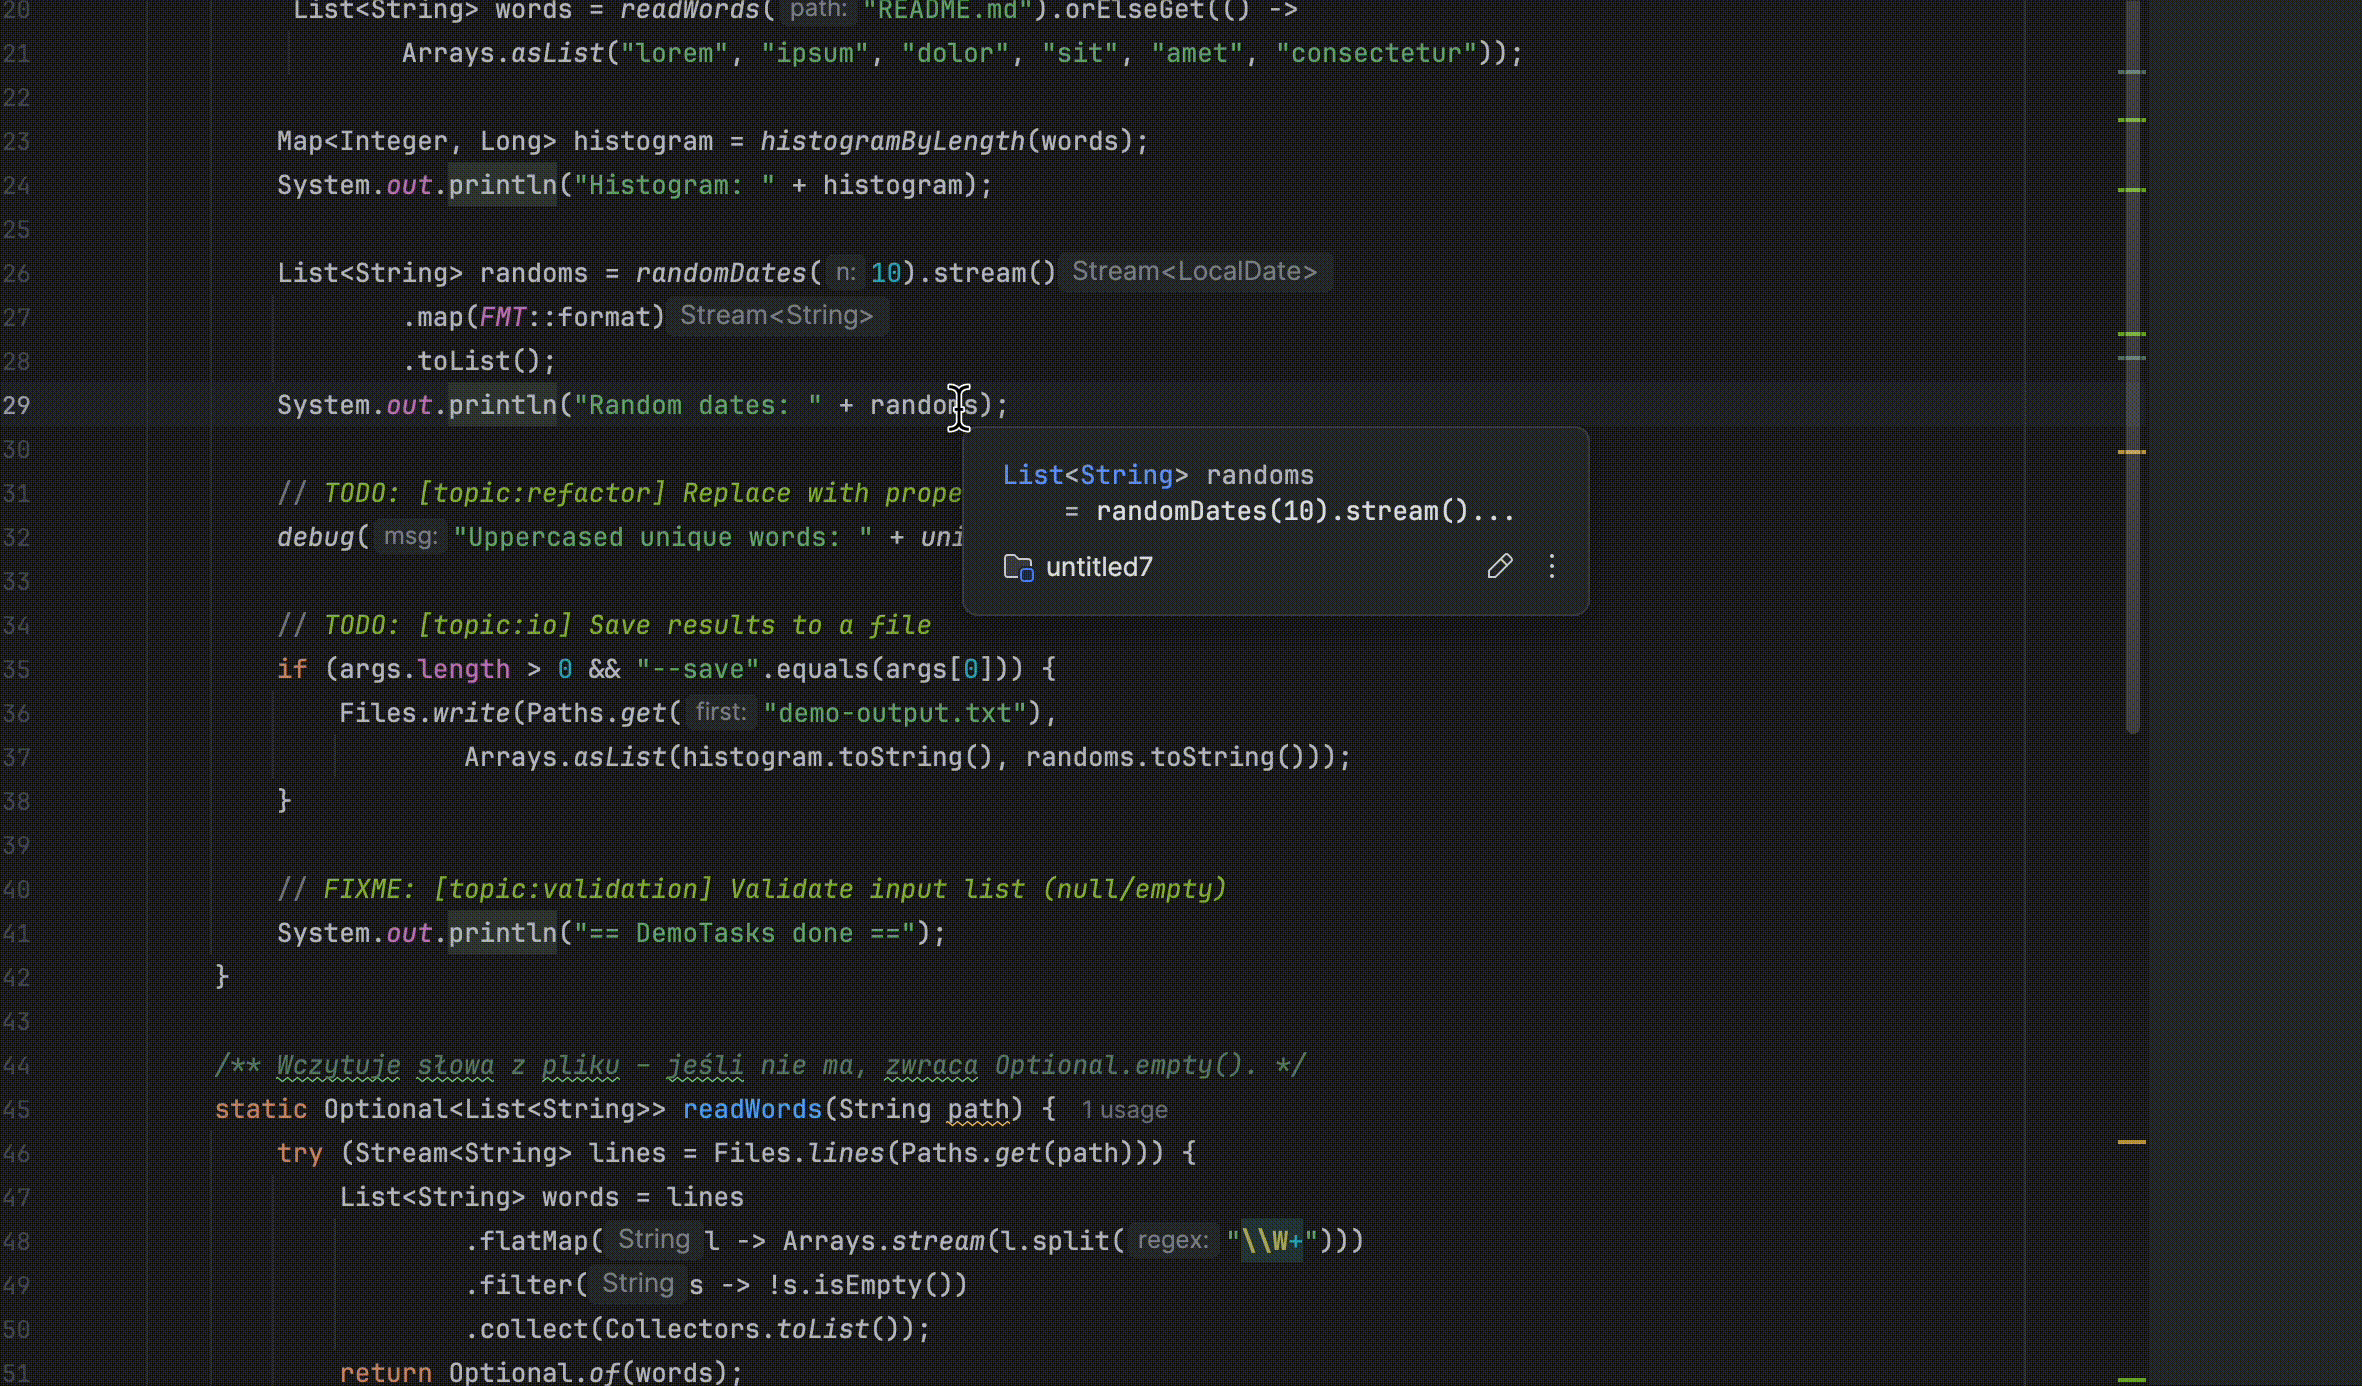 20 List<String> words = readWords( path: "README.md").orElseGet(() ->
21 Arrays.asList("lorem", "ipsum", "dolor", "sit", "amet", "consectetur"));
22
23 Map<Integer, Long> histogram = histogramByLength(words);
24 System.out.println("Histogram: " + histogram);
25
26 List<String> randoms = randomDates( n: 10).stream() Stream<LocalDate>
27 .map(FMT::format) Stream<String>
28 .toList();
29 System.out.println("Random dates: " + randoms);
30
List<String> randoms
= randomDates(10).stream()...
untitled7
31 // TODO: [topic:refactor] Replace with prope
32 debug( msg: "Uppercased unique words: " + uni
33
34 // TODO: [topic:io] Save results to a file
35 if (args.length > 0 && "--save".equals(args[0])) {
36 Files.write(Paths.get( first: "demo-output.txt"),
37 Arrays.asList(histogram.toString(), randoms.toString()));
38 }
39
40 // FIXME: [topic:validation] Validate input list (null/empty)
41 System.out.println("== DemoTasks done ==");
42 }
43
44 /** Wczytuje słowa z pliku – jeśli nie ma, zwraca Optional.empty(). */
45 static Optional<List<String>> readWords(String path) { 1 usage
46 try (Stream<String> lines = Files.lines(Paths.get(path))) {
47 List<String> words = lines
48 .flatMap( String l -> Arrays.stream(l.split( regex: "\\W+")))
49 .filter( String s -> !s.isEmpty())
50 .collect(Collectors.toList());
51 return Optional.of(words);